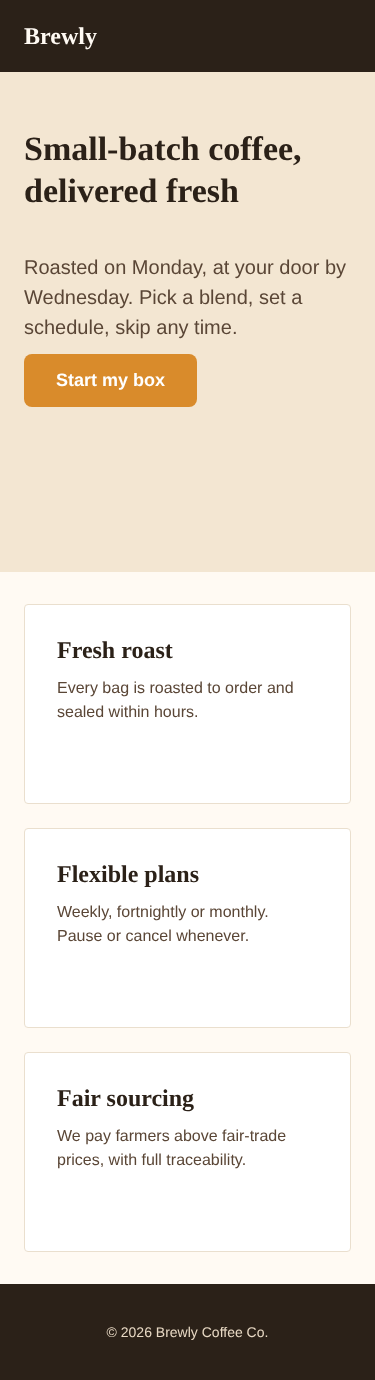 Brewly
Small-batch coffee,
delivered fresh
Roasted on Monday, at your door by
Wednesday. Pick a blend, set a
schedule, skip any time.
Start my box
Fresh roast
Every bag is roasted to order and
sealed within hours.
Flexible plans
Weekly, fortnightly or monthly.
Pause or cancel whenever.
Fair sourcing
We pay farmers above fair-trade
prices, with full traceability.
© 2026 Brewly Coffee Co.